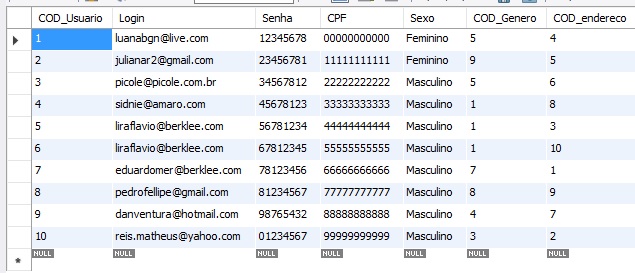 COD_Usuario Login Senha CPF Sexo COD_Genero COD_endereco
1 luanabgn@live.com 12345678 00000000000 Feminino 5 4
2 julianar2@gmail.com 23456781 11111111111 Feminino 9 5
3 picole@picole.com.br 34567812 22222222222 Masculino 5 6
4 sidnie@amaro.com 45678123 33333333333 Masculino 1 8
5 liraflavio@berklee.com 56781234 44444444444 Masculino 1 3
6 liraflavio@berklee.com 67812345 55555555555 Masculino 1 10
7 eduardomer@berklee.com 78123456 66666666666 Masculino 7 1
8 pedrofellipe@gmail.com 81234567 77777777777 Masculino 8 9
9 danventura@hotmail.com 98765432 88888888888 Masculino 4 7
10 reis.matheus@yahoo.com 01234567 99999999999 Masculino 3 2
* NULL NULL NULL NULL NULL NULL NULL